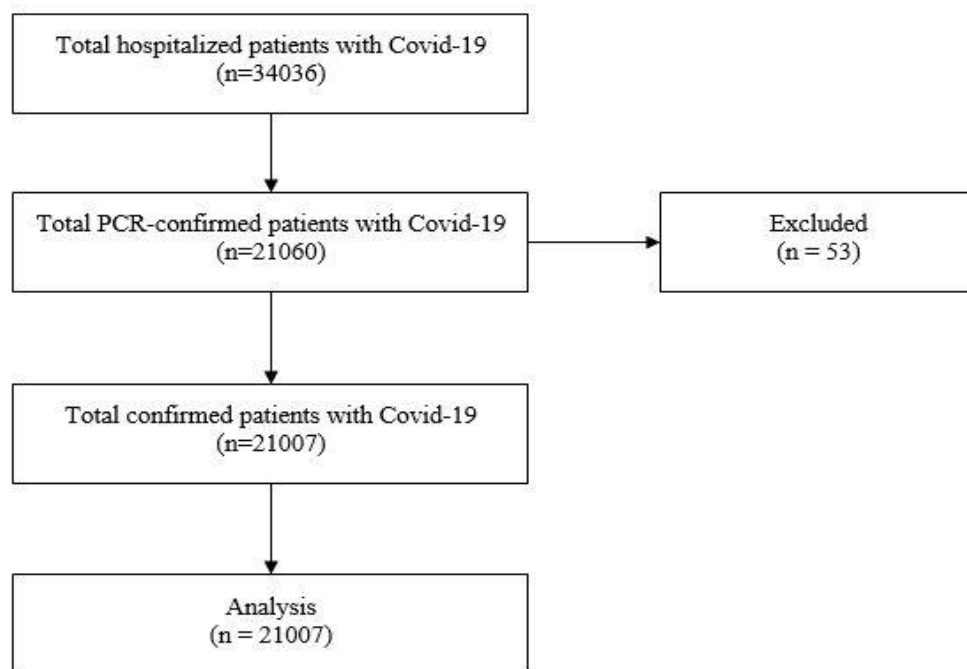 Total hospitalized patients with Covid-19
(n=34036)
Total PCR-confirmed patients with Covid-19
(n=21060)
Excluded
(n = 53)
Total confirmed patients with Covid-19
(n=21007)
Analysis
(n = 21007)